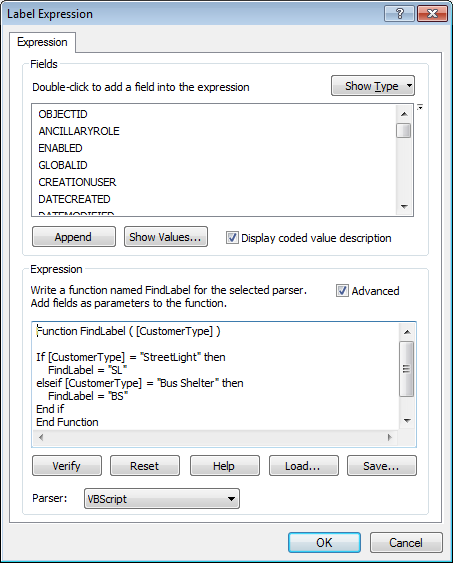 Label Expression
Expression
Fields
Double-click to add a field into the expression
Show Type
OBJECTID
ANCILLARYROLE
ENABLED
GLOBALID
CREATIONUSER
DATECREATED
DATEMODIFIED
Append
Show Values...
Display coded value description
Expression
Write a function named FindLabel for the selected parser.
Add fields as parameters to the function.
Advanced
Function FindLabel ( [CustomerType] )
If [CustomerType] = "StreetLight" then
FindLabel = "SL"
elseif [CustomerType] = "Bus Shelter" then
FindLabel = "BS"
End if
End Function
Verify
Reset
Help
Load...
Save...
Parser:
VBScript
OK
Cancel